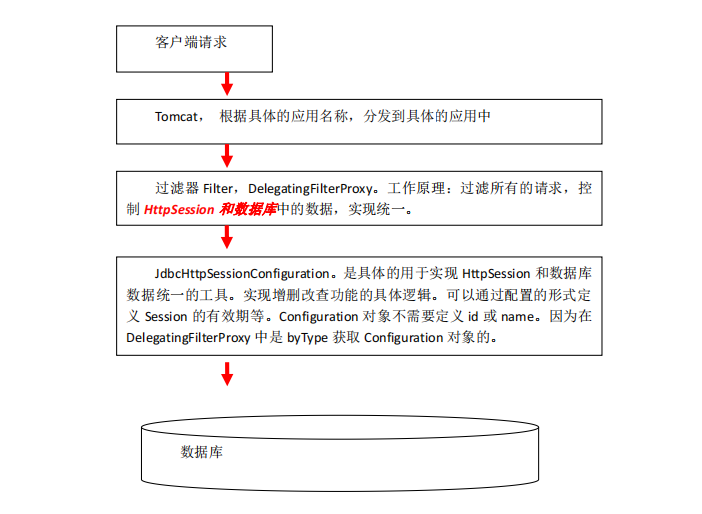 客户端请求
Tomcat， 根据具体的应用名称，分发到具体的应用中
过滤器 Filter，DelegatingFilterProxy。工作原理：过滤所有的请求，控
制 HttpSession 和数据库中的数据，实现统一。
JdbcHttpSessionConfiguration。是具体的用于实现 HttpSession 和数据库
数据统一的工具。实现增删改查功能的具体逻辑。可以通过配置的形式定
义 Session 的有效期等。Configuration 对象不需要定义 id 或 name。因为在
DelegatingFilterProxy 中是 byType 获取 Configuration 对象的。
数据库